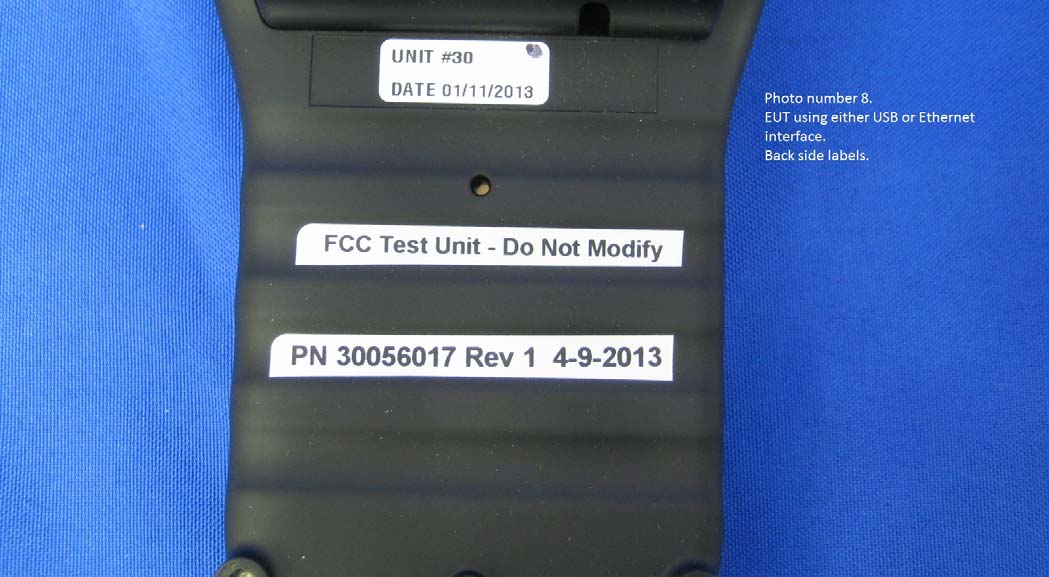 UNIT #30
DATE 01/11/2013
Photo number 8.
EUT using either USB or Ethernet
interface.
Back side labels.
FCC Test Unit - Do Not Modify
PN 30056017 Rev 1 4-9-2013